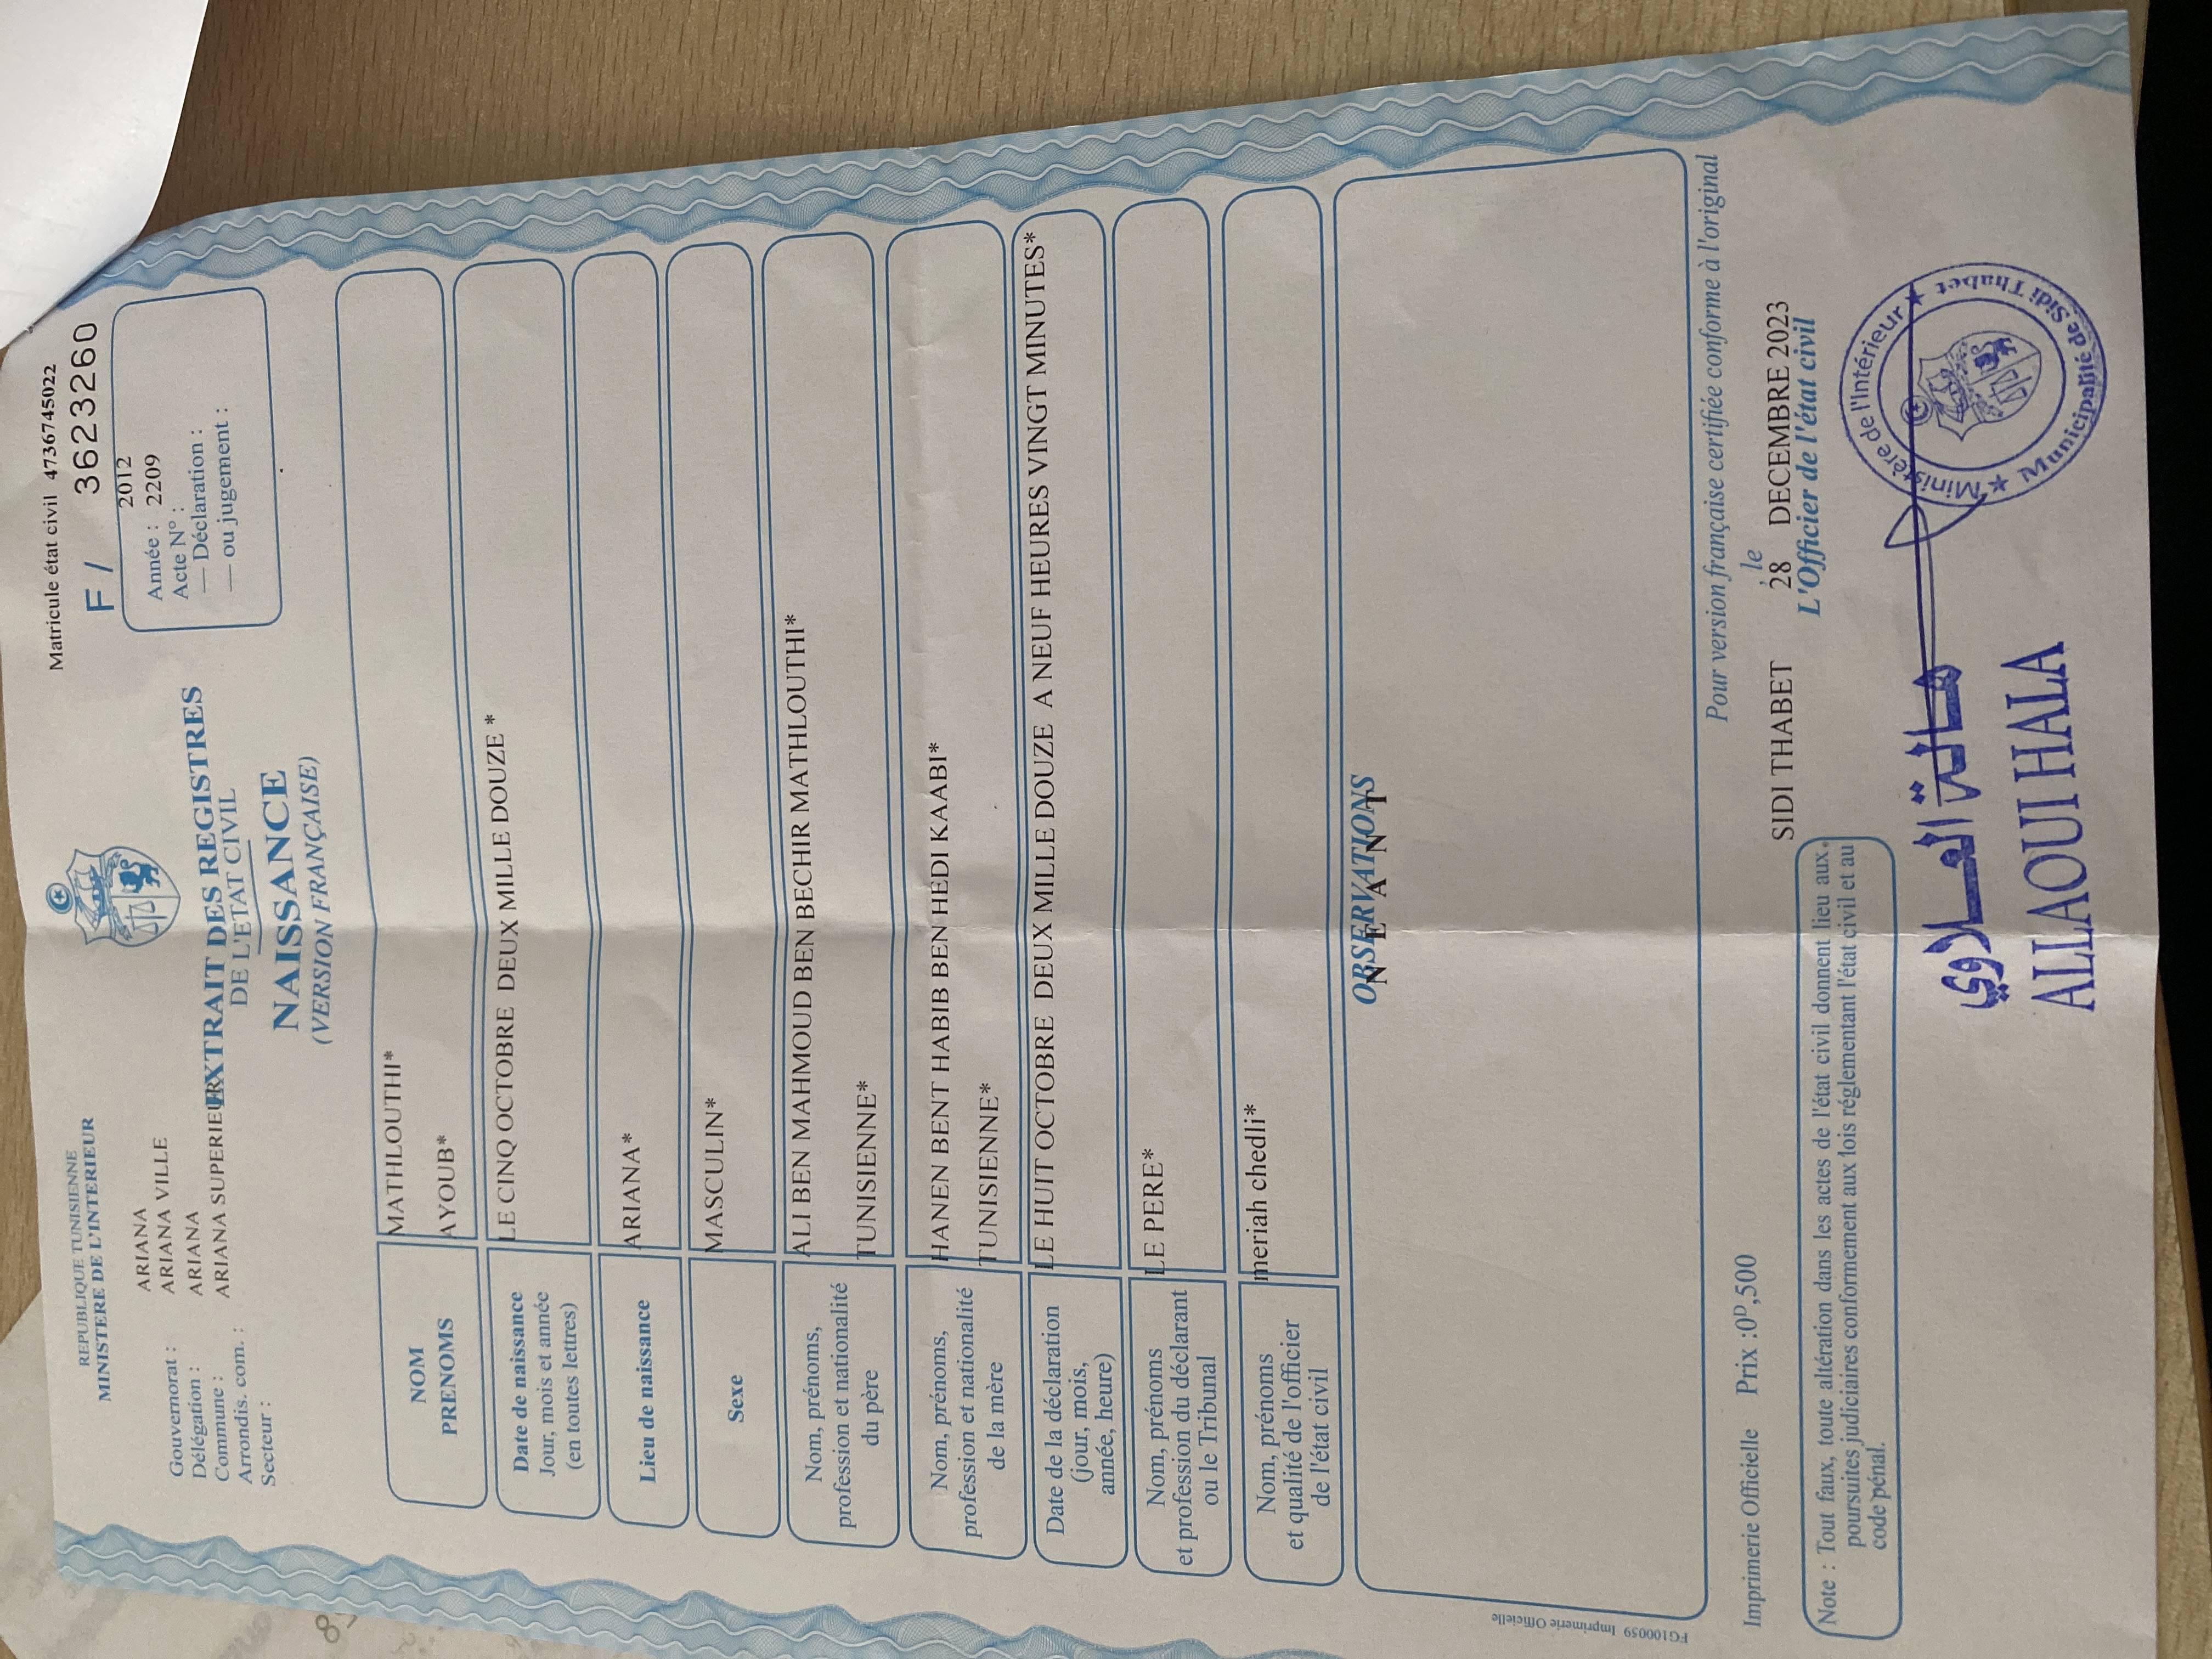 REPUBLIQUE TUNISIENNE
MINISTERE DE L'INTERIEUR
Matricule état civil 4736745022
F / 3623260
Gouvernorat : ARIANA
Délégation : ARIANA VILLE
Commune : ARIANA
Arrondis. com. : ARIANA SUPERIEUR
Secteur :
EXTRAIT DES REGISTRES
DE L'ETAT CIVIL
NAISSANCE
(VERSION FRANÇAISE)
2012
Année : 2209
Acte N° :
— Déclaration :
— ou jugement :
NOM
PRENOMS
MATHLOUTHI*
AYOUB*
Date de naissance
Jour, mois et année
(en toutes lettres)
LE CINQ OCTOBRE DEUX MILLE DOUZE *
Lieu de naissance
ARIANA*
Sexe
MASCULIN*
Nom, prénoms,
profession et nationalité
du père
ALI BEN MAHMOUD BEN BECHIR MATHLOUTHI*
TUNISIENNE*
Nom, prénoms,
profession et nationalité
de la mère
HANEN BENT HABIB BEN HEDI KAABI*
TUNISIENNE*
Date de la déclaration
(jour, mois,
année, heure)
LE HUIT OCTOBRE DEUX MILLE DOUZE A NEUF HEURES VINGT MINUTES*
Nom, prénoms
et profession du déclarant
ou le Tribunal
LE PERE*
Nom, prénoms
et qualité de l'officier
de l'état civil
meriah chedli*
OBSERVATIONS
N E A N T
FG100059 Imprimerie Officielle
Pour version française certifiée conforme à l'original
Imprimerie Officielle Prix :0ᴰ,500
SIDI THABET , le 28 DECEMBRE 2023
L'Officier de l'état civil
Note : Tout faux, toute altération dans les actes de l'état civil donnent lieu aux
poursuites judiciaires conformement aux lois réglementant l'état civil et au
code pénal.
هالة العلاوي
ALLAOUI HALA
Ministère de l'Intérieur
Municipalité de Sidi Thabet